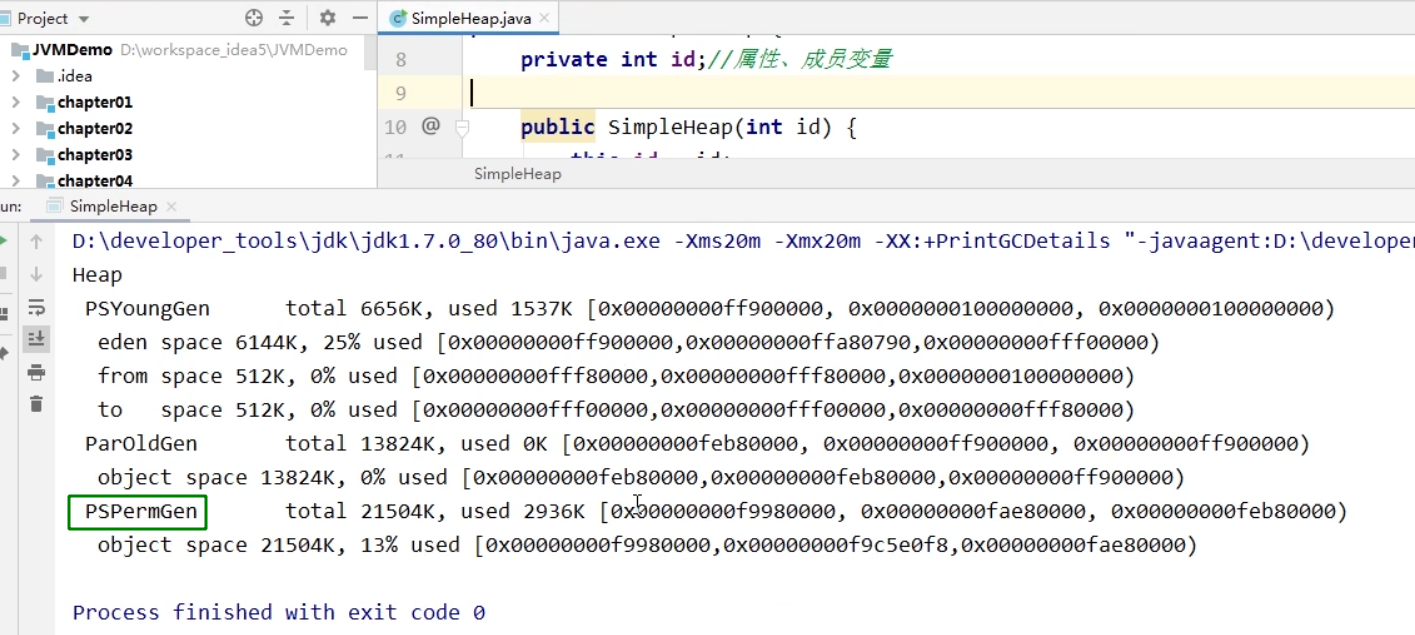 Project
SimpleHeap.java
JVMDemo D:\workspace_idea5\JVMDemo
.idea
chapter01
chapter02
chapter03
chapter04
8 private int id;//属性、成员变量
9
10 @ public SimpleHeap(int id) {
SimpleHeap
un: SimpleHeap
D:\developer_tools\jdk\jdk1.7.0_80\bin\java.exe -Xms20m -Xmx20m -XX:+PrintGCDetails "-javaagent:D:\developer
Heap
PSYoungGen total 6656K, used 1537K [0x00000000ff900000, 0x0000000100000000, 0x0000000100000000)
eden space 6144K, 25% used [0x00000000ff900000,0x00000000ffa80790,0x00000000fff00000)
from space 512K, 0% used [0x00000000fff80000,0x00000000fff80000,0x0000000100000000)
to space 512K, 0% used [0x00000000fff00000,0x00000000fff00000,0x00000000fff80000)
ParOldGen total 13824K, used 0K [0x00000000feb80000, 0x00000000ff900000, 0x00000000ff900000)
object space 13824K, 0% used [0x00000000feb80000,0x00000000feb80000,0x00000000ff900000)
PSPermGen total 21504K, used 2936K [0x00000000f9980000, 0x00000000fae80000, 0x00000000feb80000)
object space 21504K, 13% used [0x00000000f9980000,0x00000000f9c5e0f8,0x00000000fae80000)
Process finished with exit code 0